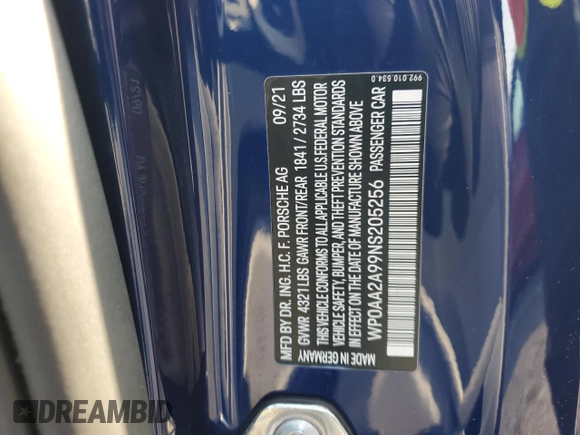 992.010.534.0
MFD BY DR. ING. H.C. F. PORSCHE AG 09/21
GVWR 4321 LBS GAWR FRONT/REAR 1841 / 2734 LBS
THIS VEHICLE CONFORMS TO ALL APPLICABLE U.S. FEDERAL MOTOR
VEHICLE SAFETY, BUMPER, AND THEFT PREVENTION STANDARDS
IN EFFECT ON THE DATE OF MANUFACTURE SHOWN ABOVE
WP0AA2A99NS205256 PASSENGER CAR
MADE IN GERMANY
DREAMBID